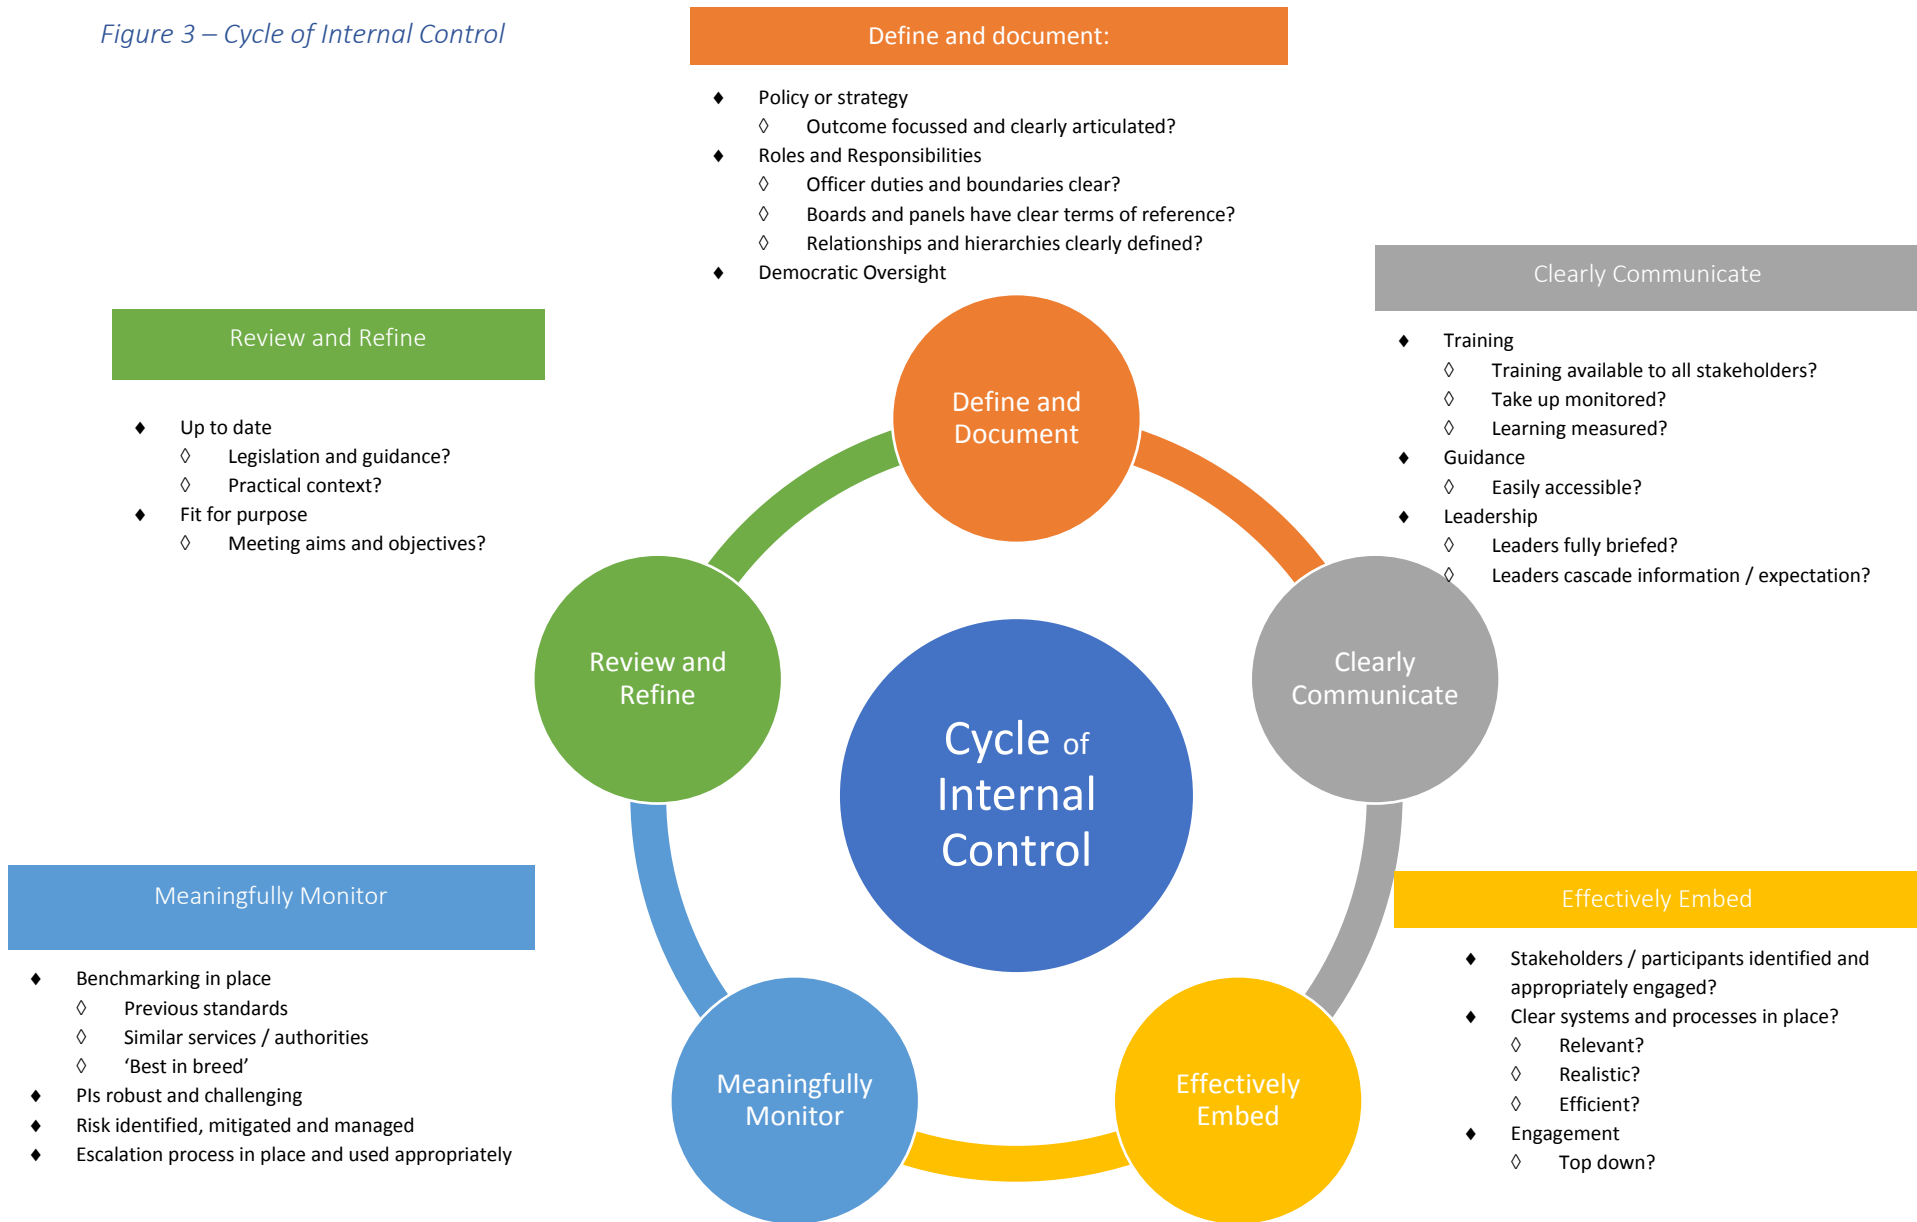 Figure 3 – Cycle of Internal Control
Define and document:
♦ Policy or strategy
◊ Outcome focussed and clearly articulated?
♦ Roles and Responsibilities
◊ Officer duties and boundaries clear?
◊ Boards and panels have clear terms of reference?
◊ Relationships and hierarchies clearly defined?
♦ Democratic Oversight
Clearly Communicate
♦ Training
◊ Training available to all stakeholders?
◊ Take up monitored?
◊ Learning measured?
♦ Guidance
◊ Easily accessible?
♦ Leadership
◊ Leaders fully briefed?
◊ Leaders cascade information / expectation?
Review and Refine
♦ Up to date
◊ Legislation and guidance?
◊ Practical context?
♦ Fit for purpose
◊ Meeting aims and objectives?
Define and
Document
Review and
Refine
Clearly
Communicate
Cycle of
Internal
Control
Meaningfully
Monitor
Effectively
Embed
Meaningfully Monitor
♦ Benchmarking in place
◊ Previous standards
◊ Similar services / authorities
◊ ‘Best in breed’
♦ PIs robust and challenging
♦ Risk identified, mitigated and managed
♦ Escalation process in place and used appropriately
Effectively Embed
♦ Stakeholders / participants identified and
appropriately engaged?
♦ Clear systems and processes in place?
◊ Relevant?
◊ Realistic?
◊ Efficient?
♦ Engagement
◊ Top down?